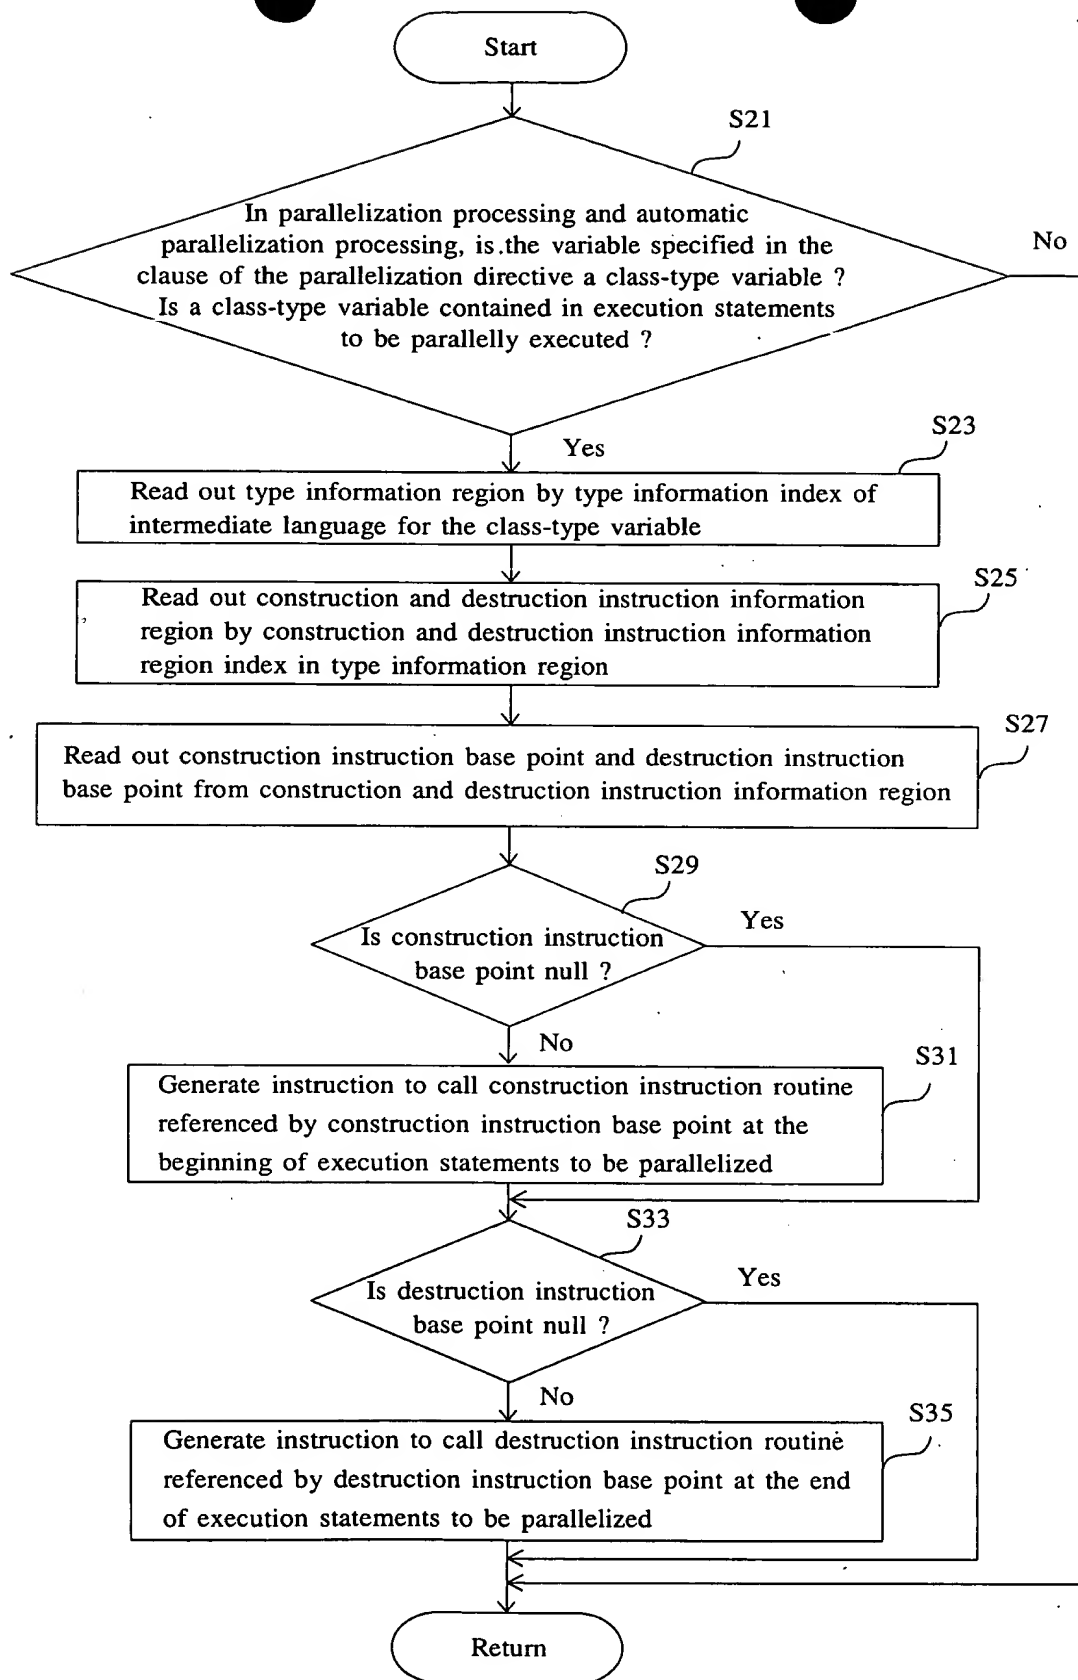 Start
S21
In parallelization processing and automatic
parallelization processing, is the variable specified in the
clause of the parallelization directive a class-type variable ?
Is a class-type variable contained in execution statements
to be parallelly executed ?
No
Yes
S23
Read out type information region by type information index of
intermediate language for the class-type variable
S25
Read out construction and destruction instruction information
region by construction and destruction instruction information
region index in type information region
S27
Read out construction instruction base point and destruction instruction
base point from construction and destruction instruction information region
S29
Is construction instruction
base point null ?
Yes
No
S31
Generate instruction to call construction instruction routine
referenced by construction instruction base point at the
beginning of execution statements to be parallelized
S33
Is destruction instruction
base point null ?
Yes
No
S35
Generate instruction to call destruction instruction routine
referenced by destruction instruction base point at the end
of execution statements to be parallelized
Return